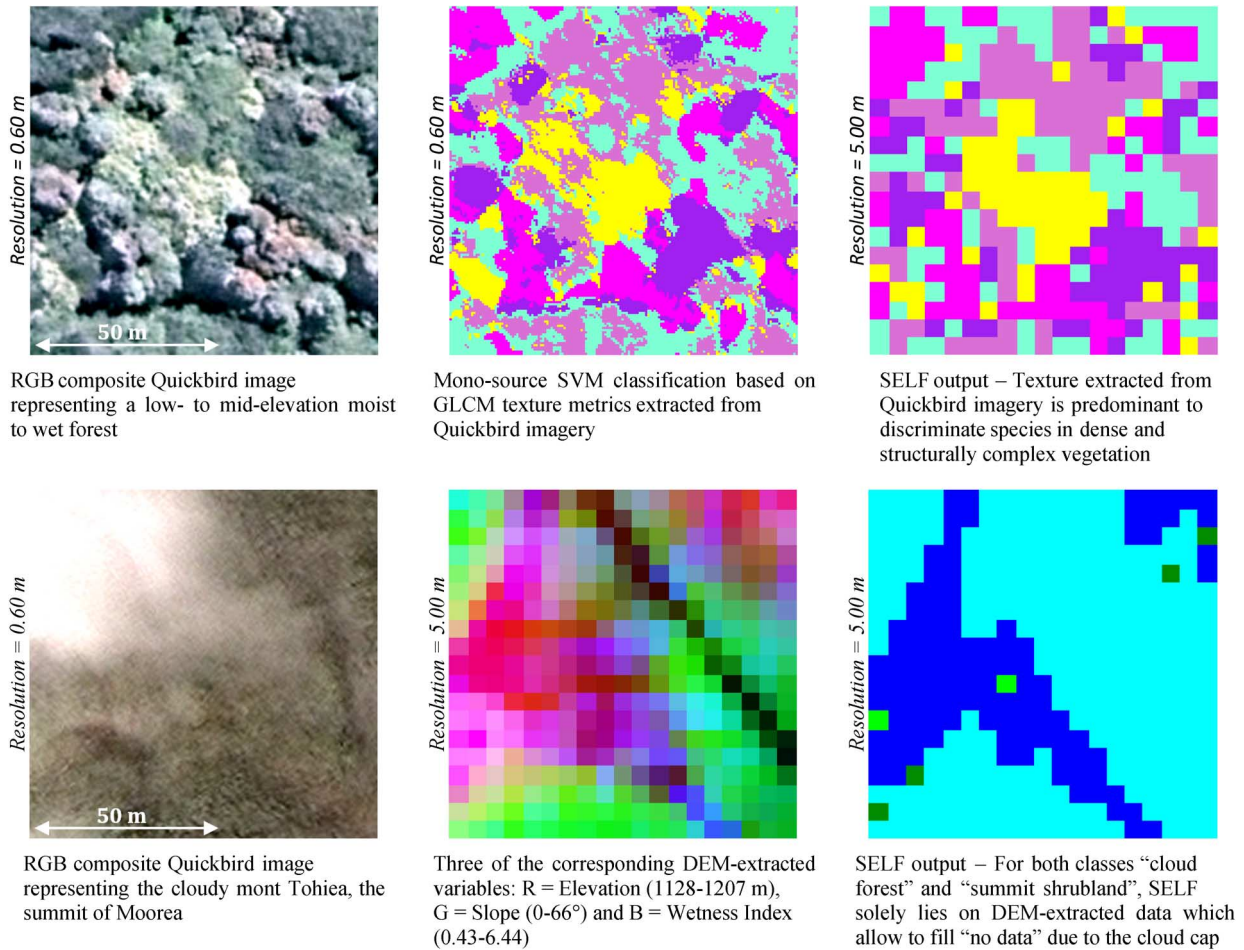 Resolution = 0.60 m
50 m
RGB composite Quickbird image
representing a low- to mid-elevation moist
to wet forest
Resolution = 0.60 m
Mono-source SVM classification based on
GLCM texture metrics extracted from
Quickbird imagery
Resolution = 5.00 m
SELF output – Texture extracted from
Quickbird imagery is predominant to
discriminate species in dense and
structurally complex vegetation
Resolution = 0.60 m
50 m
RGB composite Quickbird image
representing the cloudy mont Tohiea, the
summit of Moorea
Resolution = 5.00 m
Three of the corresponding DEM-extracted
variables: R = Elevation (1128-1207 m),
G = Slope (0-66°) and B = Wetness Index
(0.43-6.44)
Resolution = 5.00 m
SELF output – For both classes “cloud
forest” and “summit shrubland”, SELF
solely lies on DEM-extracted data which
allow to fill “no data” due to the cloud cap